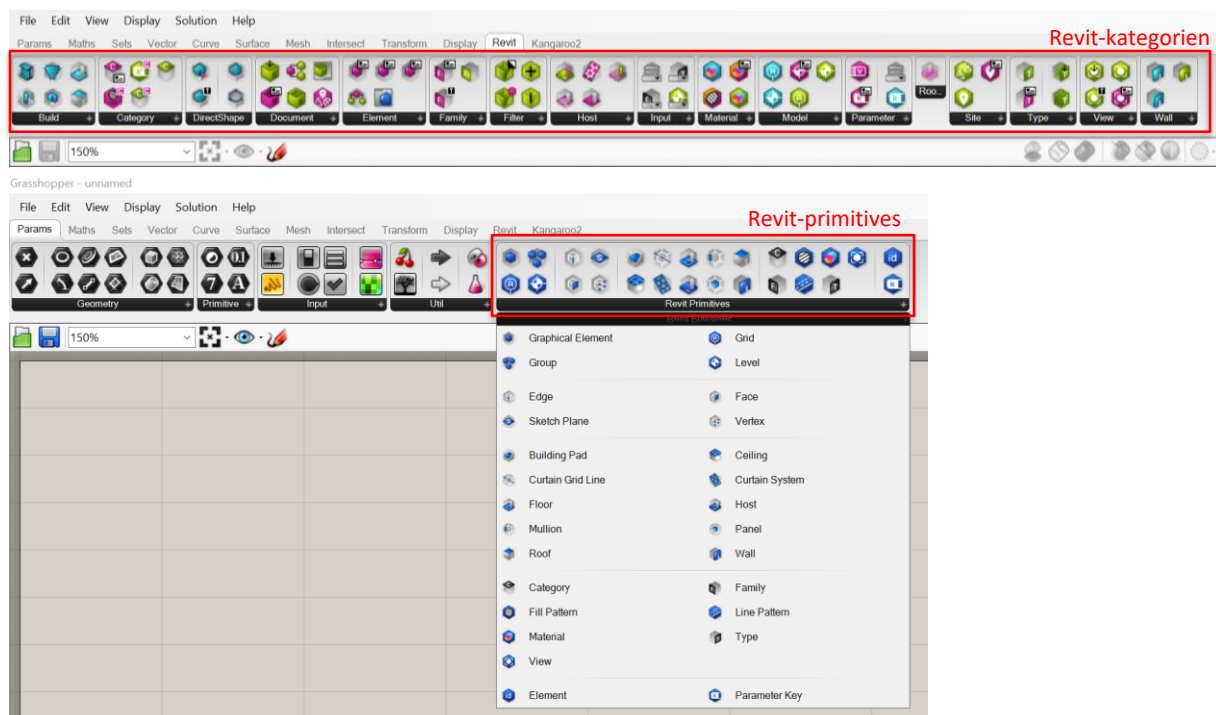 File Edit View Display Solution Help
Params Maths Sets Vector Curve Surface Mesh Intersect Transform Display Revit Kangaroo2
Revit-kategorien
Roo...
Build Category DirectShape Document Element Family Filter Host Input Material Model Parameter Site Type View Wall
150%
Grasshopper - unnamed
File Edit View Display Solution Help
Revit-primitives
Params Maths Sets Vector Curve Surface Mesh Intersect Transform Display Revit Kangaroo2
Geometry Primitive Input Util Revit Primitives
150%
Graphical Element Grid
Group Level
Edge Face
Sketch Plane Vertex
Building Pad Ceiling
Curtain Grid Line Curtain System
Floor Host
Mullion Panel
Roof Wall
Category Family
Fill Pattern Line Pattern
Material Type
View
Element Parameter Key